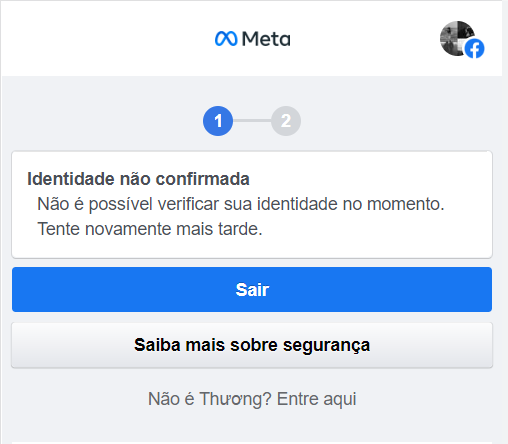 Meta
1 2
Identidade não confirmada
Não é possível verificar sua identidade no momento.
Tente novamente mais tarde.
Sair
Saiba mais sobre segurança
Não é Thương? Entre aqui